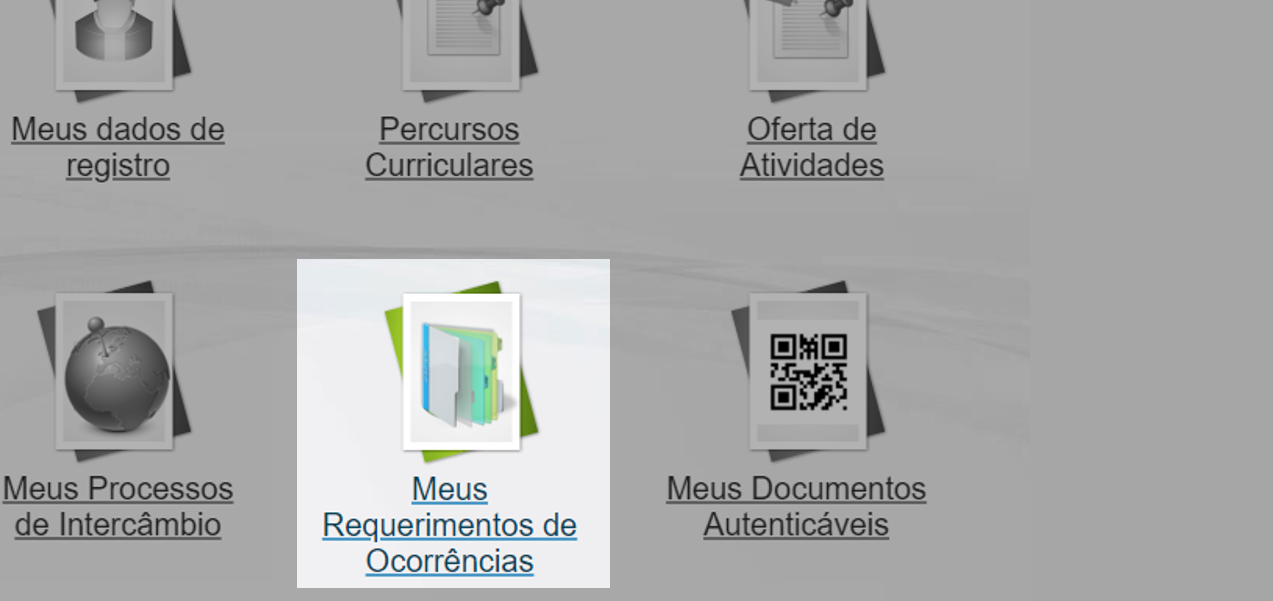 Meus dados de
registro
Percursos
Curriculares
Oferta de
Atividades
Meus Processos
de Intercâmbio
Meus
Requerimentos de
Ocorrências
Meus Documentos
Autenticáveis